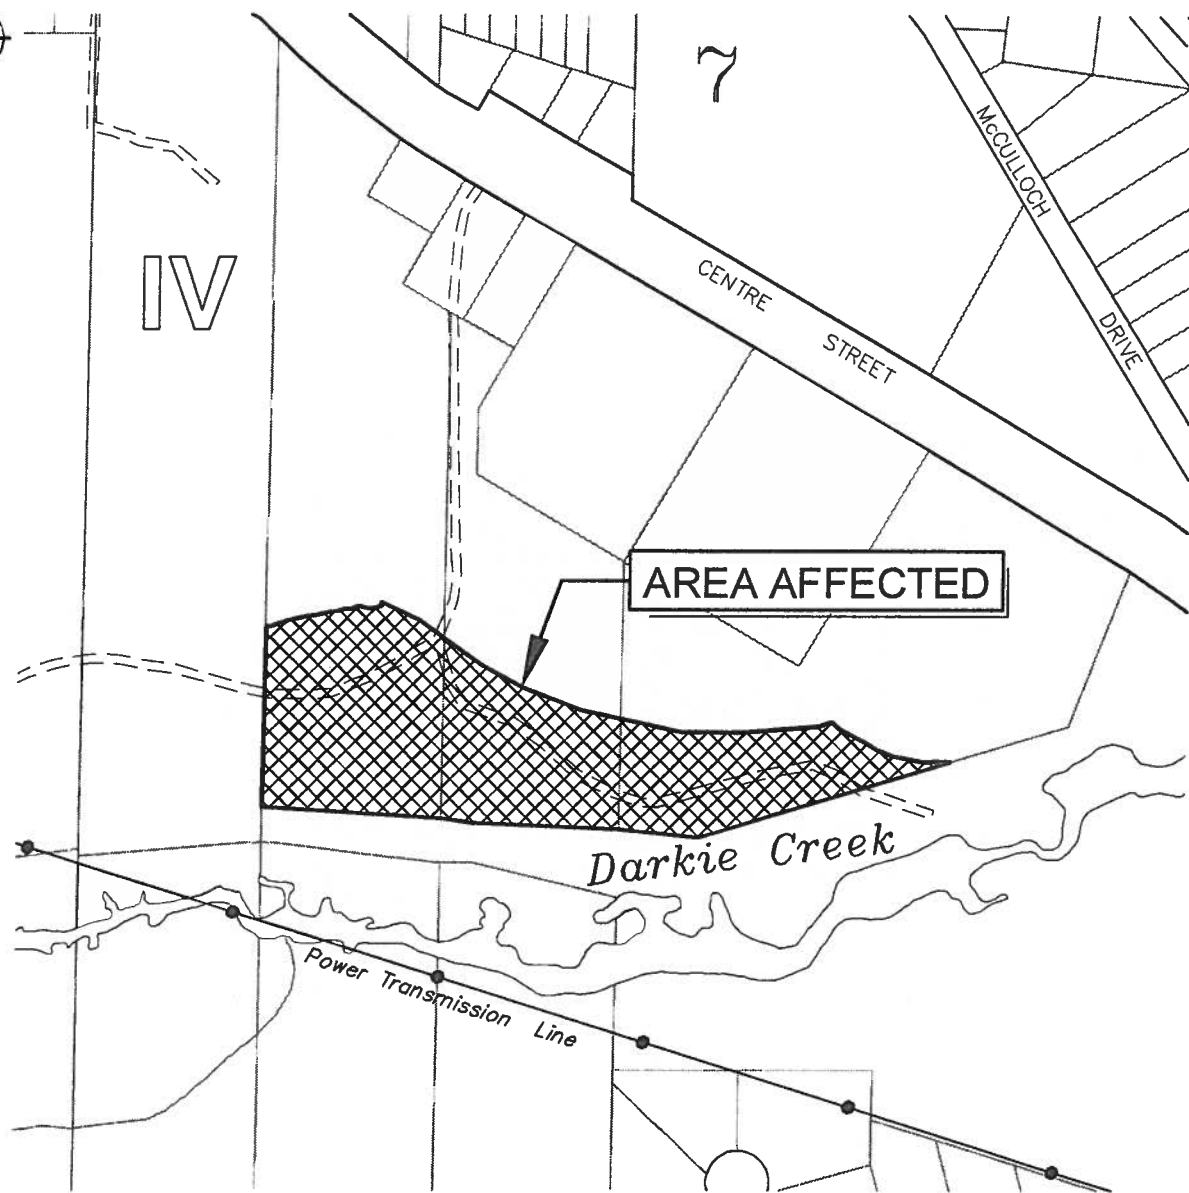 7
McCULLOCH
DRIVE
IV
CENTRE
STREET
AREA AFFECTED
Darkie Creek
Power Transmission Line